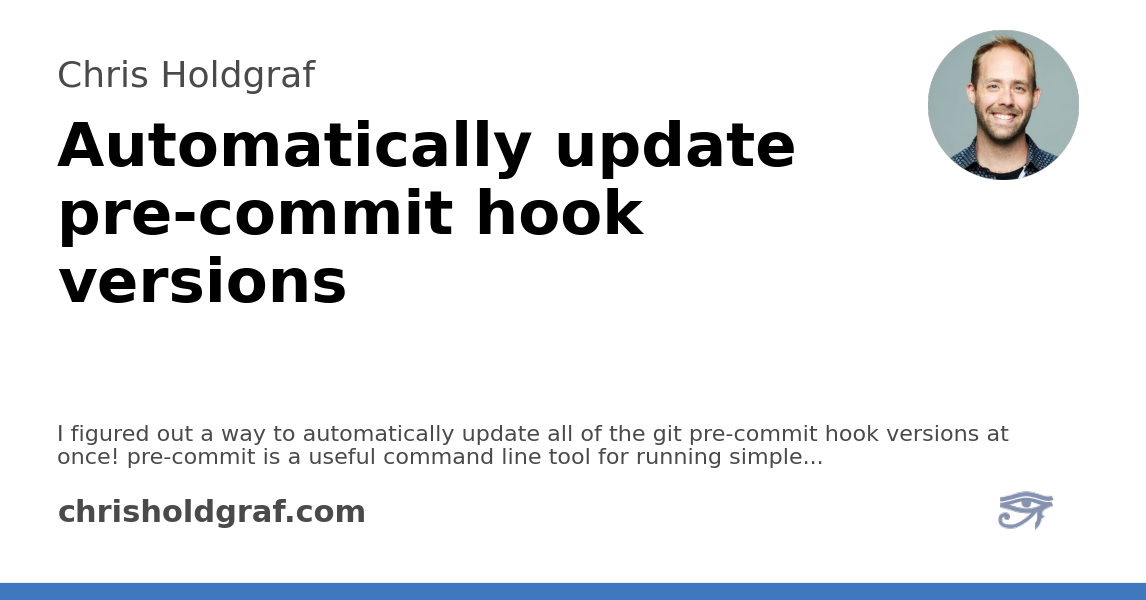 Chris Holdgraf
Automatically update
pre-commit hook
versions
I figured out a way to automatically update all of the git pre-commit hook versions at
once! pre-commit is a useful command line tool for running simple...
chrisholdgraf.com